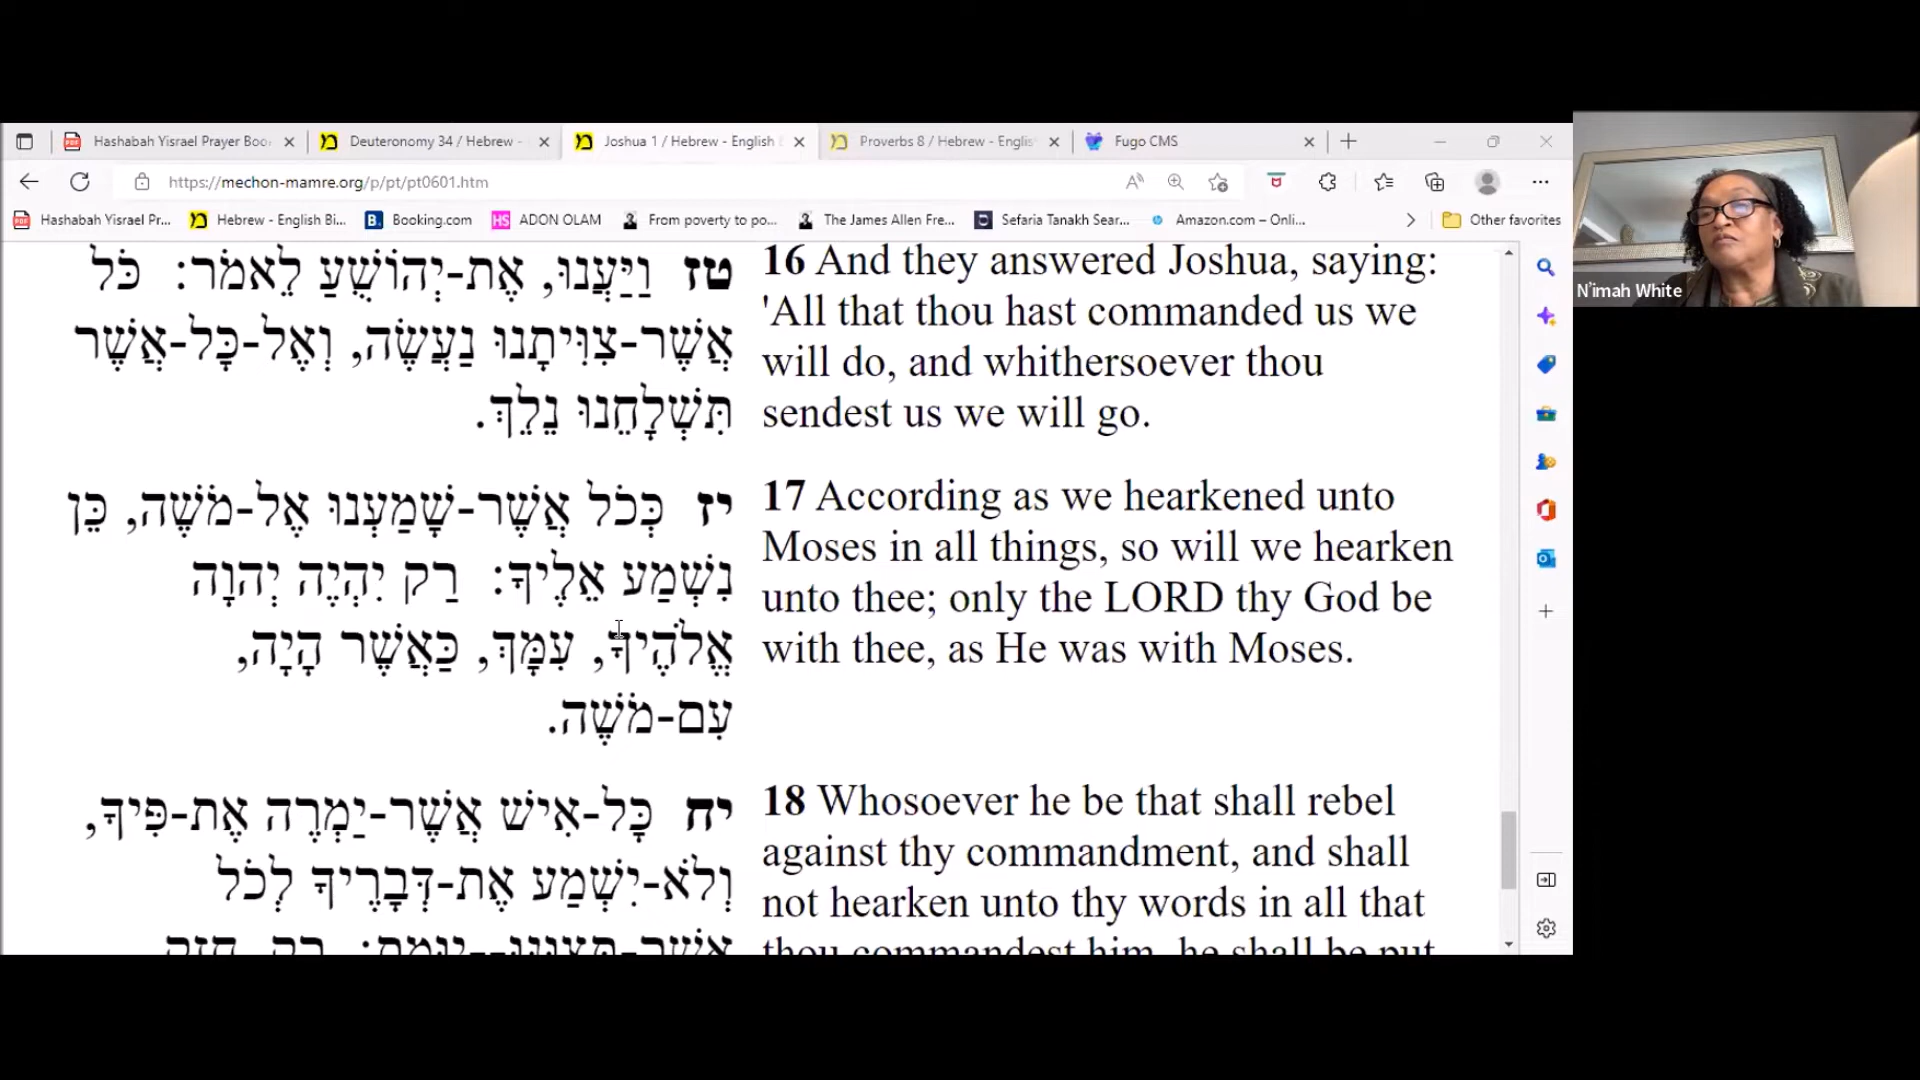 Hashabah Yisrael Prayer Boo
Deuteronomy 34 / Hebrew -
Joshua 1 / Hebrew - English
Proverbs 8 / Hebrew - Englis
Fugo CMS
https://mechon-mamre.org/p/pt/pt0601.htm
Hashabah Yisrael Pr...
Hebrew - English Bi...
Booking.com
ADON OLAM
From poverty to po...
The James Allen Fre...
Sefaria Tanakh Sear...
Amazon.com – Onli...
Other favorites
טז וַיַּעֲנוּ, אֶת-יְהוֹשֻׁעַ לֵאמֹר: כֹּל
אֲשֶׁר-צִוִּיתָנוּ נַעֲשֶׂה, וְאֶל-כָּל-אֲשֶׁר
תִּשְׁלָחֵנוּ נֵלֵךְ.
16 And they answered Joshua, saying:
'All that thou hast commanded us we
will do, and whithersoever thou
sendest us we will go.
יז כְּכֹל אֲשֶׁר-שָׁמַעְנוּ אֶל-מֹשֶׁה, כֵּן
נִשְׁמַע אֵלֶיךָ: רַק יִהְיֶה יְהוָה
אֱלֹהֶיךָ, עִמָּךְ, כַּאֲשֶׁר הָיָה,
עִם-מֹשֶׁה.
17 According as we hearkened unto
Moses in all things, so will we hearken
unto thee; only the LORD thy God be
with thee, as He was with Moses.
יח כָּל-אִישׁ אֲשֶׁר-יַמְרֶה אֶת-פִּיךָ,
וְלֹא-יִשְׁמַע אֶת-דְּבָרֶיךָ לְכֹל
18 Whosoever he be that shall rebel
against thy commandment, and shall
not hearken unto thy words in all that
thou commandest him, he shall be put
N'imah White